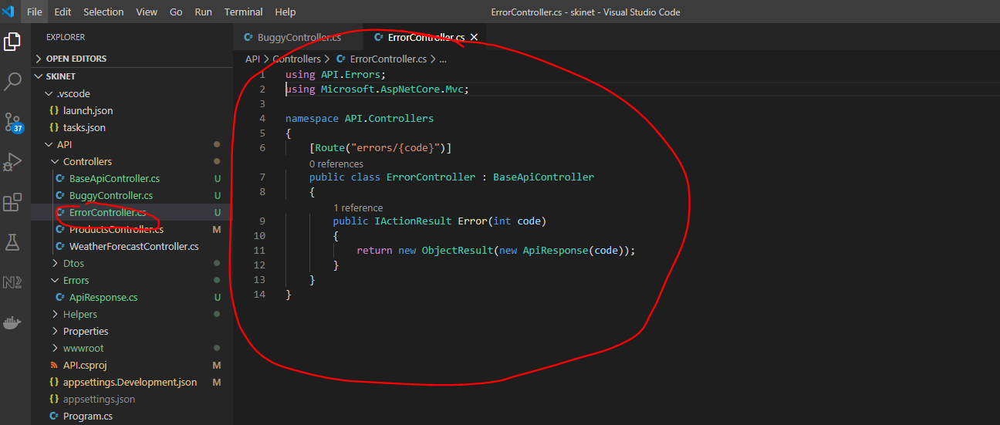 File Edit Selection View Go Run Terminal Help ErrorController.cs - skinet - Visual Studio Code
EXPLORER
OPEN EDITORS
SKINET
.vscode
launch.json
tasks.json
37
API
Controllers
BaseApiController.cs U
BuggyController.cs U
ErrorController.cs U
ProductsController.cs M
WeatherForecastController.cs
Dtos
Errors
ApiResponse.cs U
Helpers
Properties
wwwroot
API.csproj M
appsettings.Development.json M
appsettings.json
Program.cs
BuggyController.cs ErrorController.cs
API > Controllers > ErrorController.cs > ...
1 using API.Errors;
2 using Microsoft.AspNetCore.Mvc;
3
4 namespace API.Controllers
5 {
6 [Route("errors/{code}")]
0 references
7 public class ErrorController : BaseApiController
8 {
1 reference
9 public IActionResult Error(int code)
10 {
11 return new ObjectResult(new ApiResponse(code));
12 }
13 }
14 }